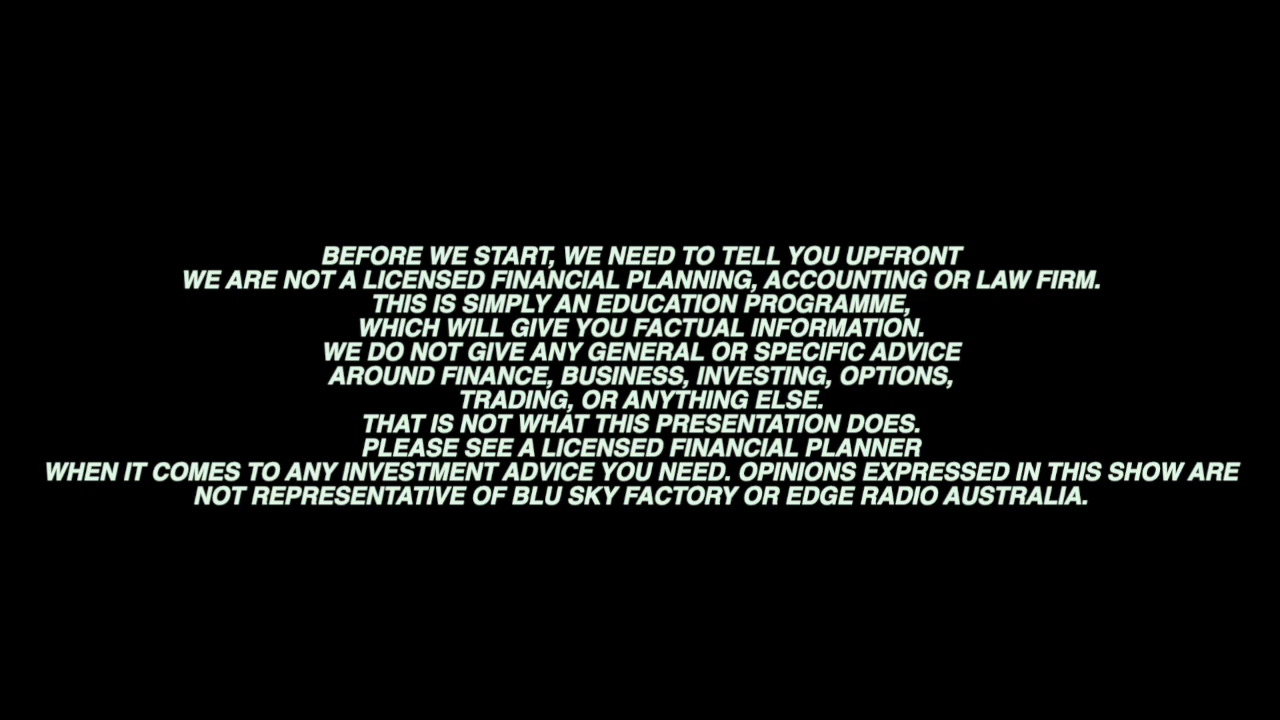 BEFORE WE START, WE NEED TO TELL YOU UPFRONT
WE ARE NOT A LICENSED FINANCIAL PLANNING, ACCOUNTING OR LAW FIRM.
THIS IS SIMPLY AN EDUCATION PROGRAMME,
WHICH WILL GIVE YOU FACTUAL INFORMATION.
WE DO NOT GIVE ANY GENERAL OR SPECIFIC ADVICE
AROUND FINANCE, BUSINESS, INVESTING, OPTIONS,
TRADING, OR ANYTHING ELSE.
THAT IS NOT WHAT THIS PRESENTATION DOES.
PLEASE SEE A LICENSED FINANCIAL PLANNER
WHEN IT COMES TO ANY INVESTMENT ADVICE YOU NEED. OPINIONS EXPRESSED IN THIS SHOW ARE
NOT REPRESENTATIVE OF BLU SKY FACTORY OR EDGE RADIO AUSTRALIA.